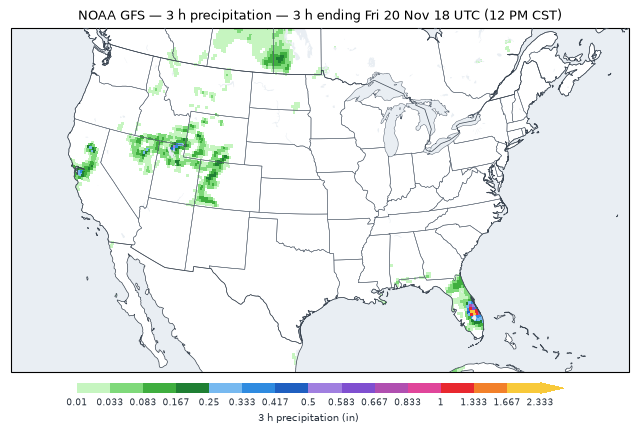 NOAA GFS — 3 h precipitation — 3 h ending Fri 20 Nov 18 UTC (12 PM CST)
0.01 0.033 0.083 0.167 0.25 0.333 0.417 0.5 0.583 0.667 0.833 1 1.333 1.667 2.333
3 h precipitation (in)